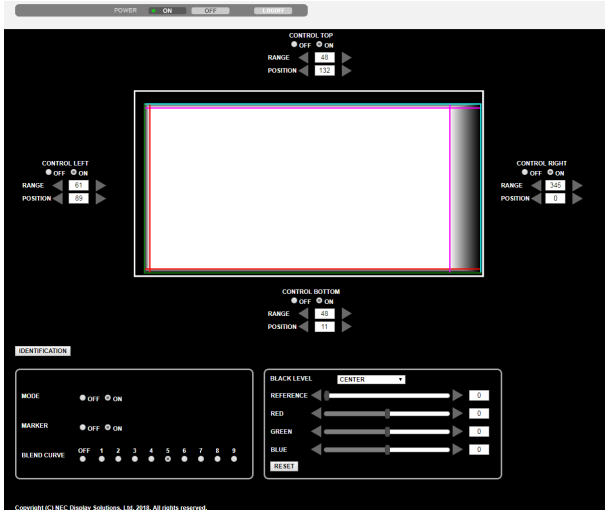 POWER ON OFF LOGOFF
CONTROL TOP
OFF ON
RANGE 48
POSITION 132
CONTROL LEFT
OFF ON
RANGE 61
POSITION 89
CONTROL RIGHT
OFF ON
RANGE 345
POSITION 0
CONTROL BOTTOM
OFF ON
RANGE 48
POSITION 11
IDENTIFICATION
MODE OFF ON
MARKER OFF ON
BLEND CURVE OFF 1 2 3 4 5 6 7 8 9
BLACK LEVEL CENTER
REFERENCE 0
RED 0
GREEN 0
BLUE 0
RESET
Copyright (C) NEC Display Solutions, Ltd. 2018. All rights reserved.